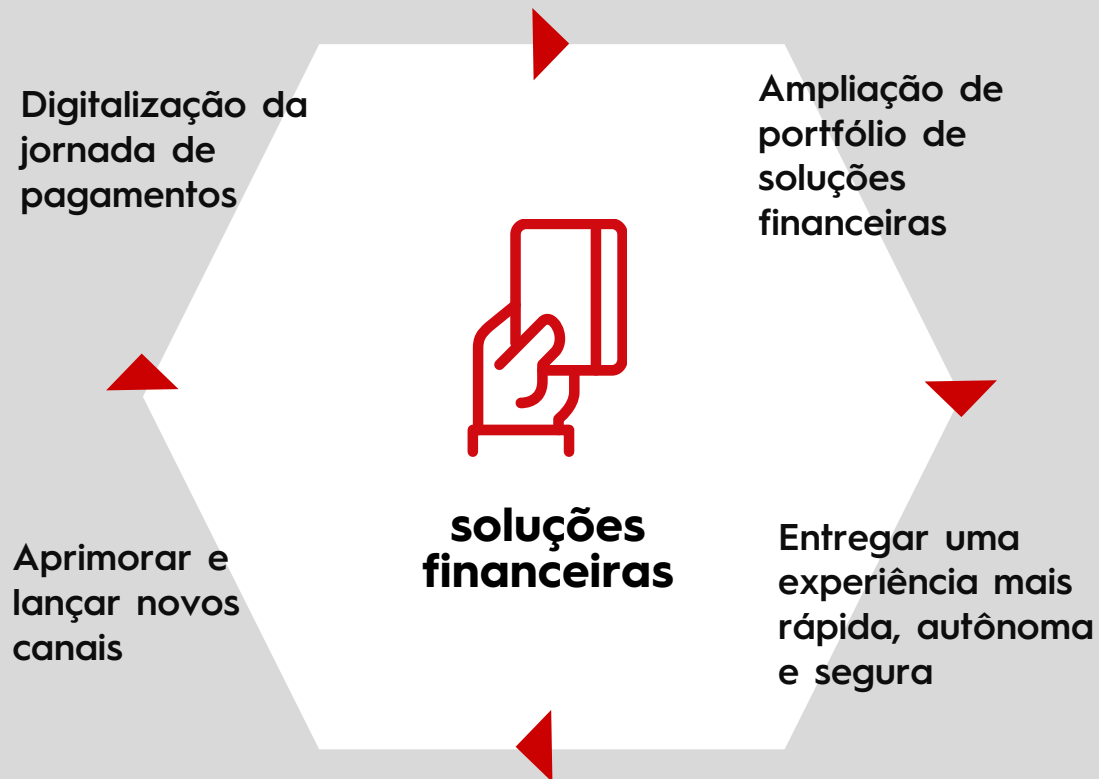 Digitalização da
jornada de
pagamentos
Ampliação de
portfólio de
soluções
financeiras
soluções
financeiras
Aprimorar e
lançar novos
canais
Entregar uma
experiência mais
rápida, autônoma
e segura